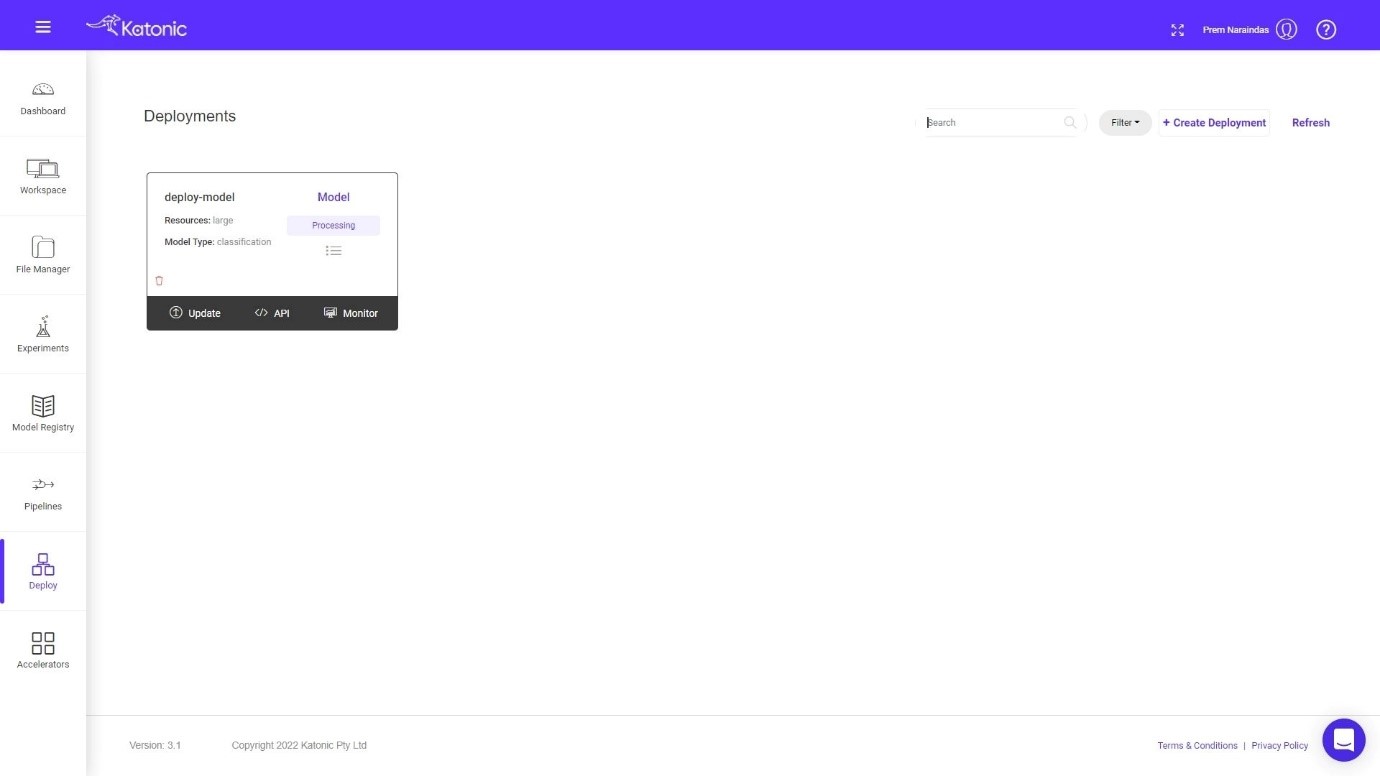 Katonic
Prem Naraindas
?
Dashboard
Workspace
File Manager
Experiments
Model Registry
Pipelines
Deploy
Accelerators
Deployments
Search
Filter
+ Create Deployment
Refresh
deploy-model
Model
Resources: large
Processing
Model Type: classification
Update
</> API
Monitor
Version: 3.1
Copyright 2022 Katonic Pty Ltd
Terms & Conditions | Privacy Policy